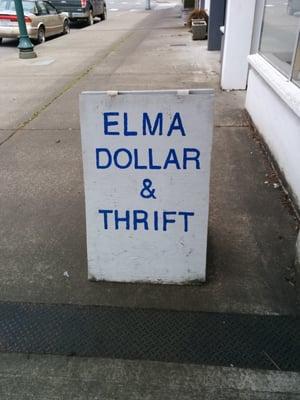 ELMA
DOLLAR
&
THRIFT